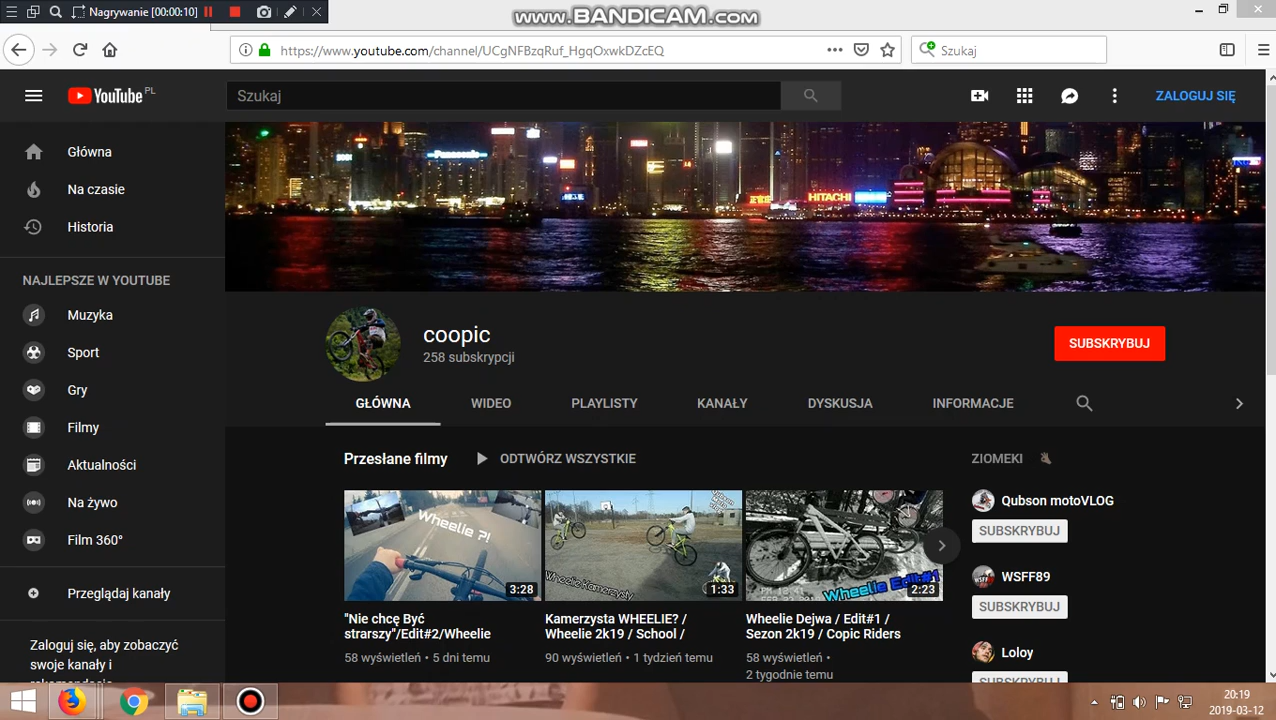 Nagrywanie [00:00:10]
www.BANDICAM.com
https://www.youtube.com/channel/UCgNFBzqRuf_HgqOxwkDZcEQ
Szukaj
YouTube PL
Szukaj
ZALOGUJ SIĘ
Główna
Na czasie
Historia
NAJLEPSZE W YOUTUBE
Muzyka
Sport
Gry
Filmy
Aktualności
Na żywo
Film 360°
Przeglądaj kanały
Zaloguj się, aby zobaczyć
swoje kanały i
Panasonic
HITACHI
coopic
258 subskrypcji
SUBSKRYBUJ
GŁÓWNA
WIDEO
PLAYLISTY
KANAŁY
DYSKUSJA
INFORMACJE
Przesłane filmy
ODTWÓRZ WSZYSTKIE
Wheelie ?!
3:28
"Nie chcę Być
strarszy"/Edit#2/Wheelie
58 wyświetleń • 5 dni temu
Wheelie Kamerzysty
1:33
Kamerzysta WHEELIE? /
Wheelie 2k19 / School /
90 wyświetleń • 1 tydzień temu
Wheelie Edit#1
2:23
Wheelie Dejwa / Edit#1 /
Sezon 2k19 / Copic Riders
58 wyświetleń •
2 tygodnie temu
ZIOMEKI
Qubson motoVLOG
SUBSKRYBUJ
WSFF89
SUBSKRYBUJ
Loloy
SUBSKRYBUJ
20:19
2019-03-12